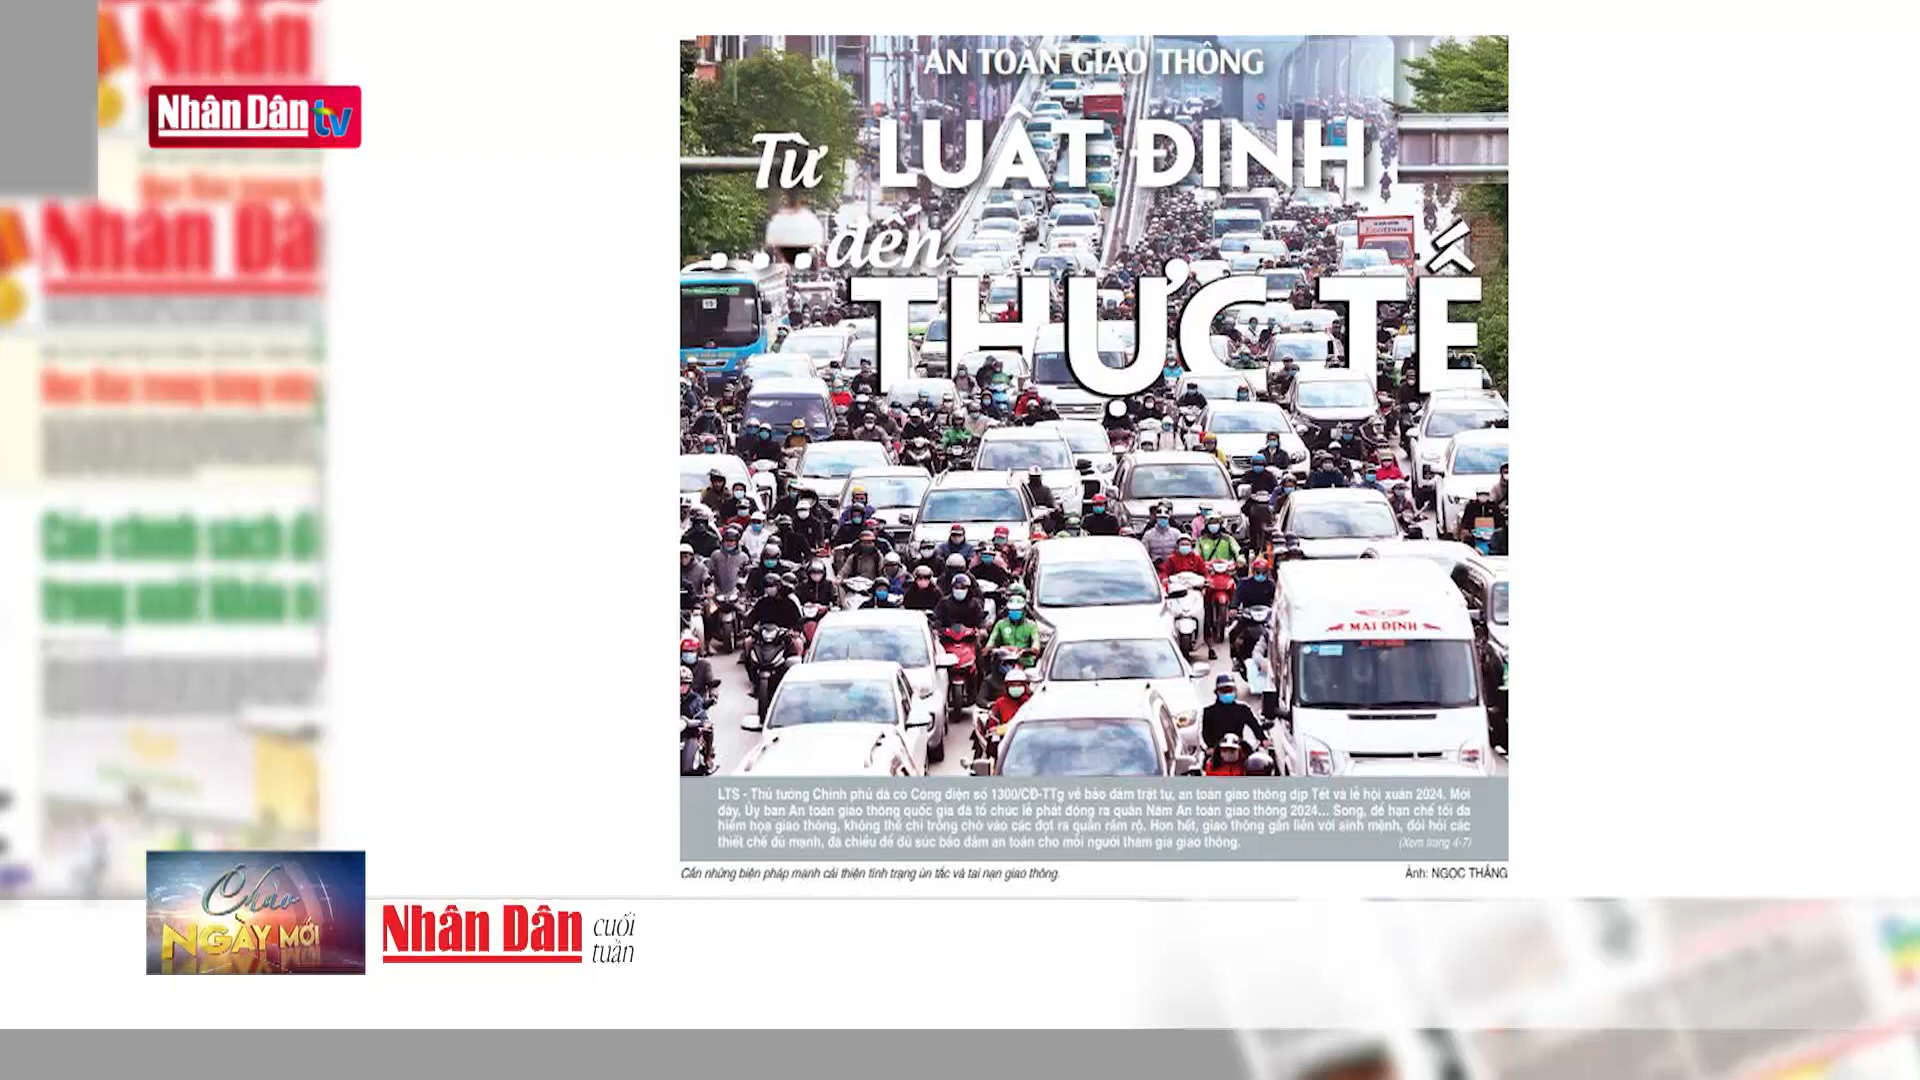 Nhân
Nhân Dân tv
Nhân Dâ
AN TOÀN GIAO THÔNG
Từ LUẬT ĐỊNH
...đến
THỰC TẾ
MAI DINH
LTS - Thủ tướng Chính phủ đã có Công điện số 1300/CĐ-TTg về bảo đảm trật tự, an toàn giao thông dịp Tết và lễ hội xuân 2024. Mới
đây, Ủy ban An toàn giao thông quốc gia đã tổ chức lễ phát động ra quân Năm An toàn giao thông 2024... Song, để hạn chế tối đa
hiểm họa giao thông, không thể chỉ trông chờ vào các đợt ra quân rầm rộ. Hơn hết, giao thông gắn liền với sinh mệnh, đòi hỏi các
thiết chế đủ mạnh, đa chiều để đủ sức bảo đảm an toàn cho mỗi người tham gia giao thông. (Xem trang 4-7)
Cần những biện pháp mạnh cải thiện tình trạng ùn tắc và tai nạn giao thông. Ảnh: NGỌC THẮNG
Chào
NGÀY MỚI
Nhân Dân cuối
tuần